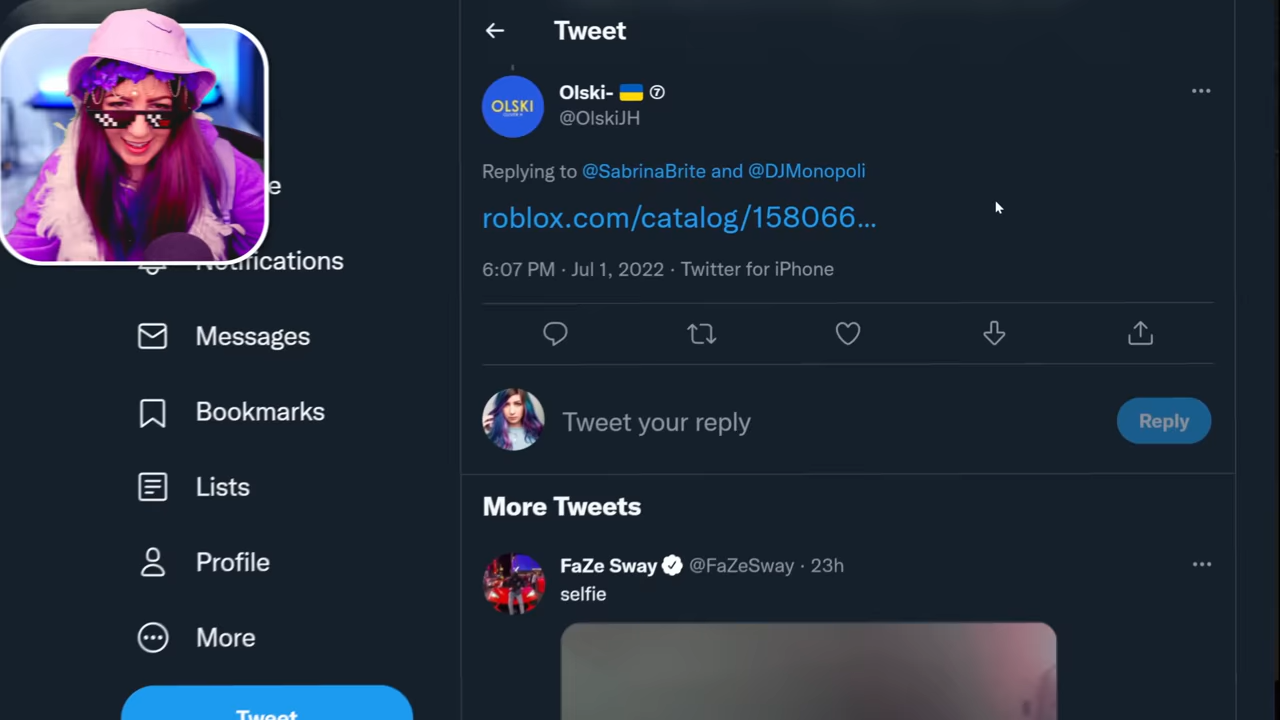 Tweet
OLSKI
Olski- 🇺🇦 ⑦
@OlskiJH
Replying to @SabrinaBrite and @DJMonopoli
roblox.com/catalog/158066...
6:07 PM · Jul 1, 2022 · Twitter for iPhone
e
Notifications
Messages
Bookmarks
Lists
Profile
More
Tweet
Tweet your reply
Reply
More Tweets
FaZe Sway @FaZeSway · 23h
selfie